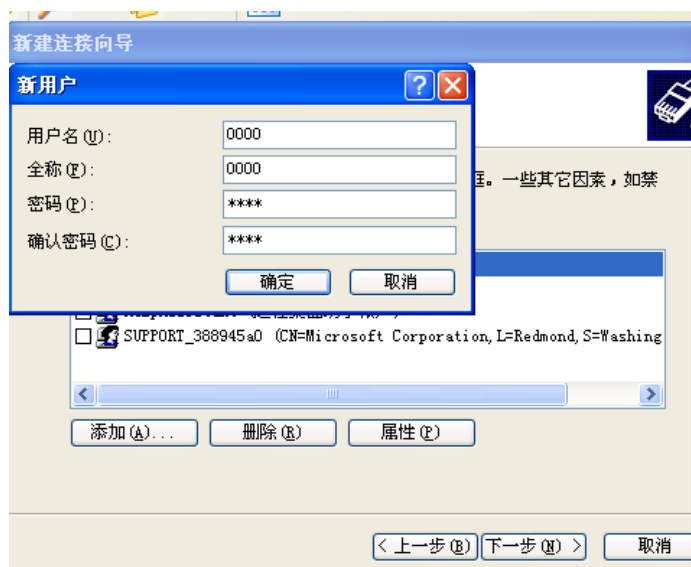 新建连接向导
新用户
用户名(U):
0000
全称(F):
0000
密码(P):
****
确认密码(C):
****
确定
取消
框。一些其它因素，如禁
SUPPORT_388945a0 (CN=Microsoft Corporation,L=Redmond,S=Washing
添加(A)...
删除(R)
属性(P)
< 上一步(B)
下一步(N) >
取消